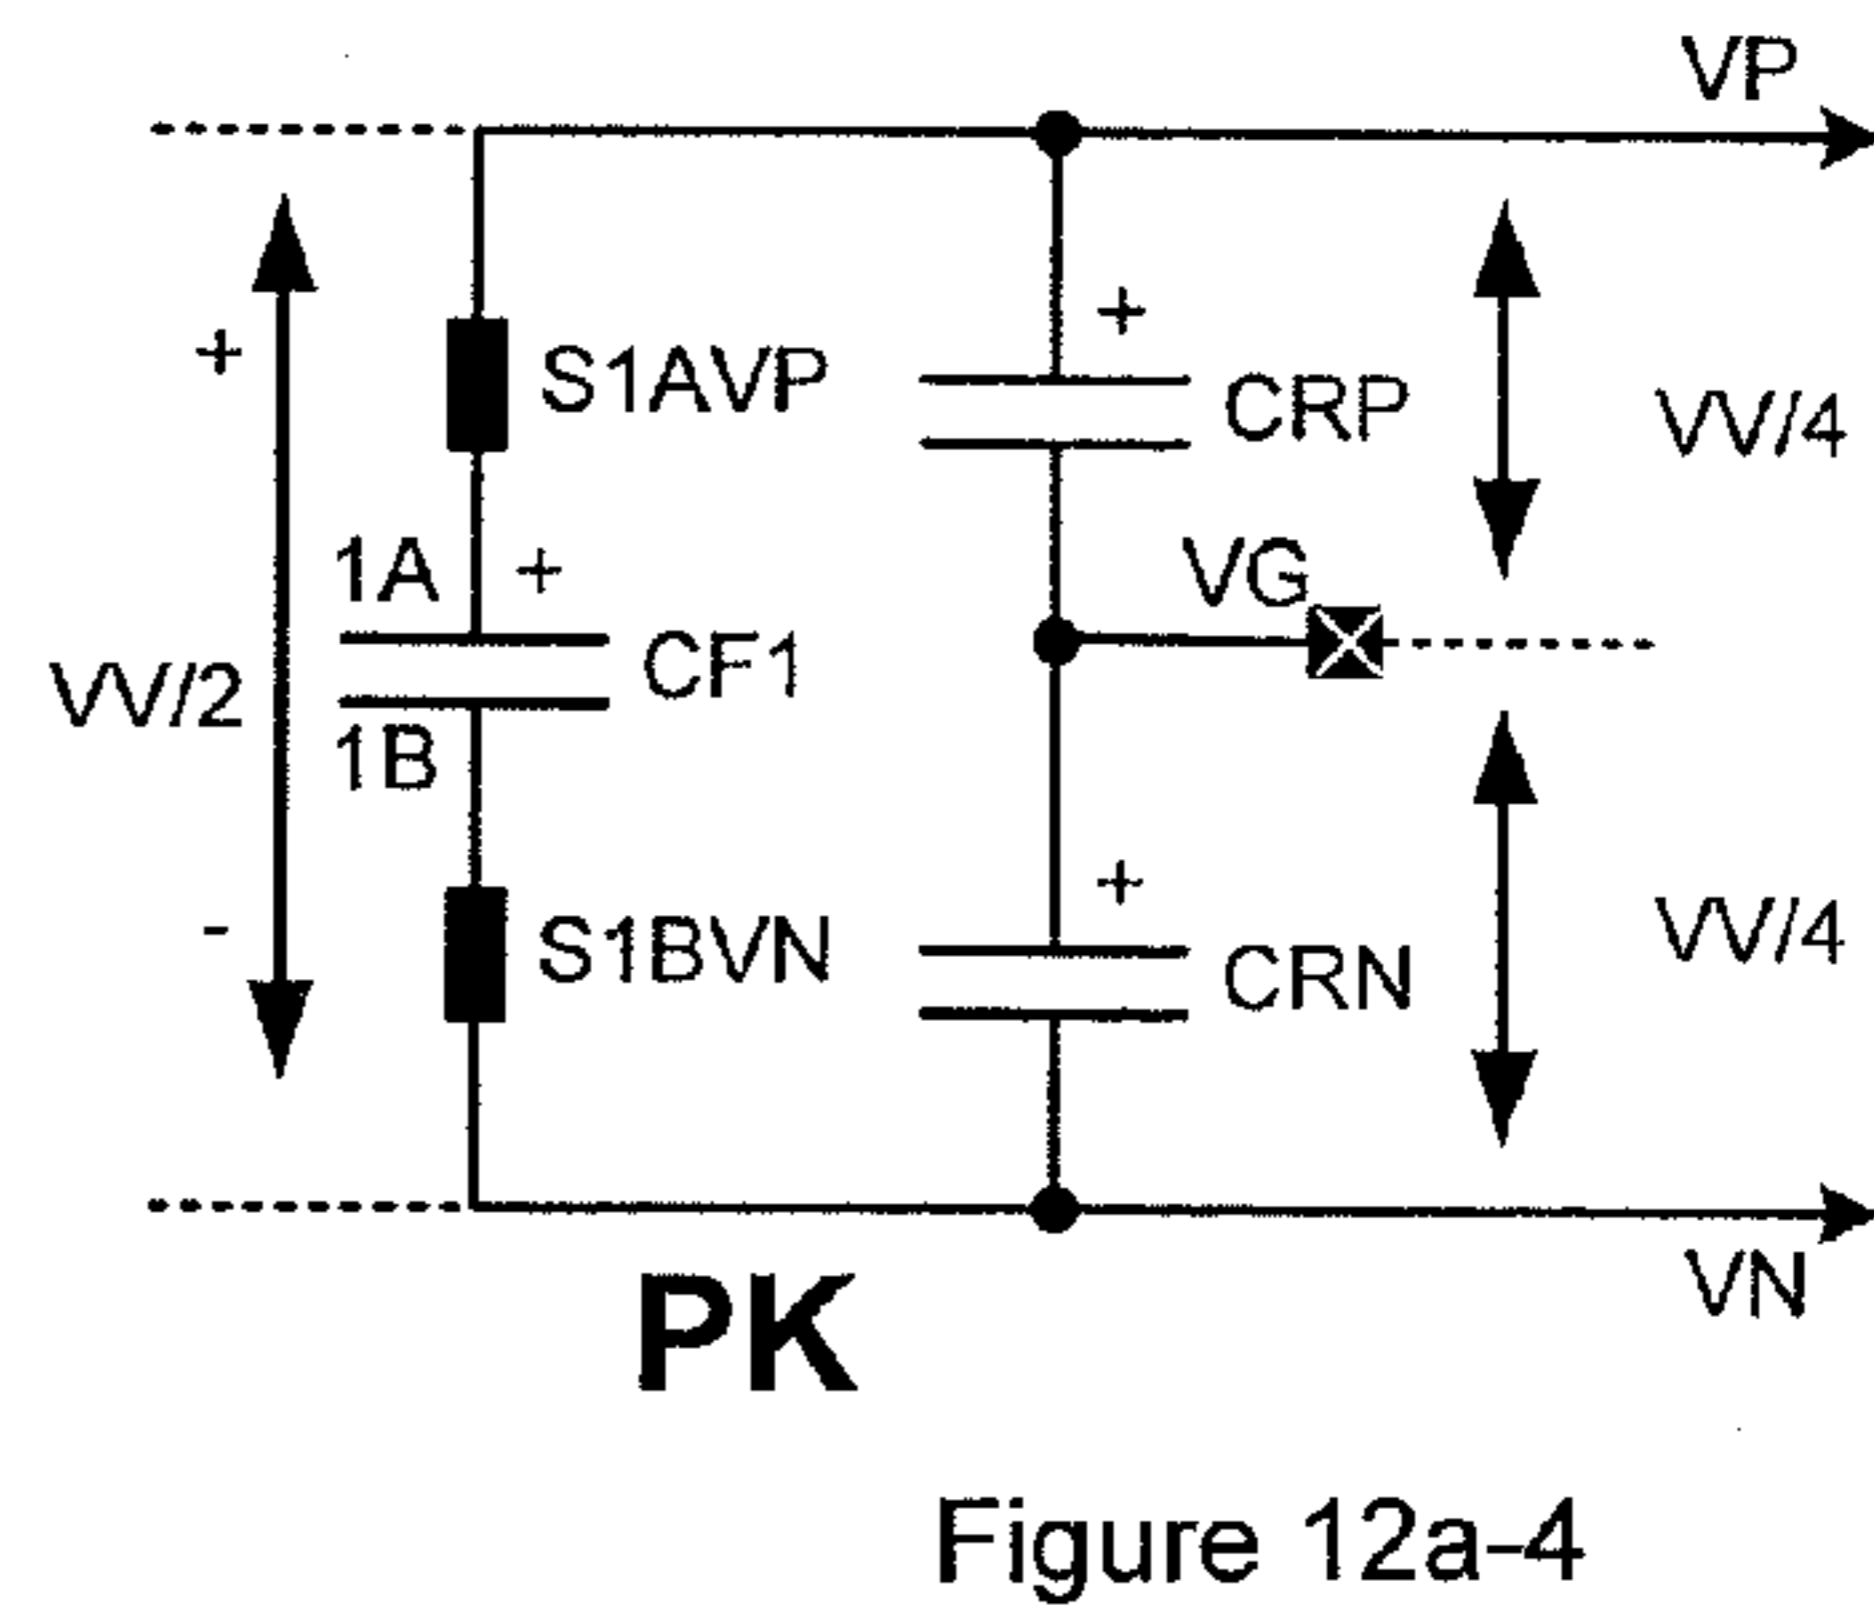 VP
+
+
S1AVP
CRP
VV/4
1A
+
VG
VV/2
CF1
1B
+
-
S1BVN
CRN
VV/4
VN
PK
Figure 12a-4